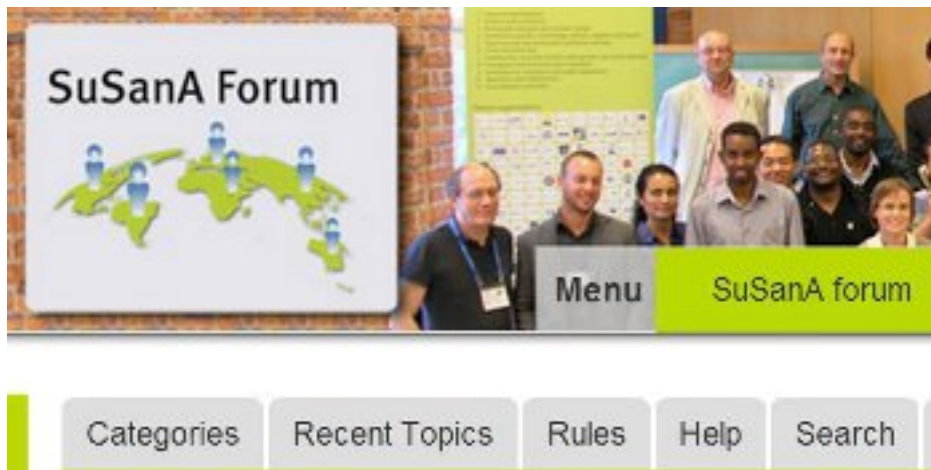 SuSanA Forum
Menu
SuSanA forum
Categories
Recent Topics
Rules
Help
Search